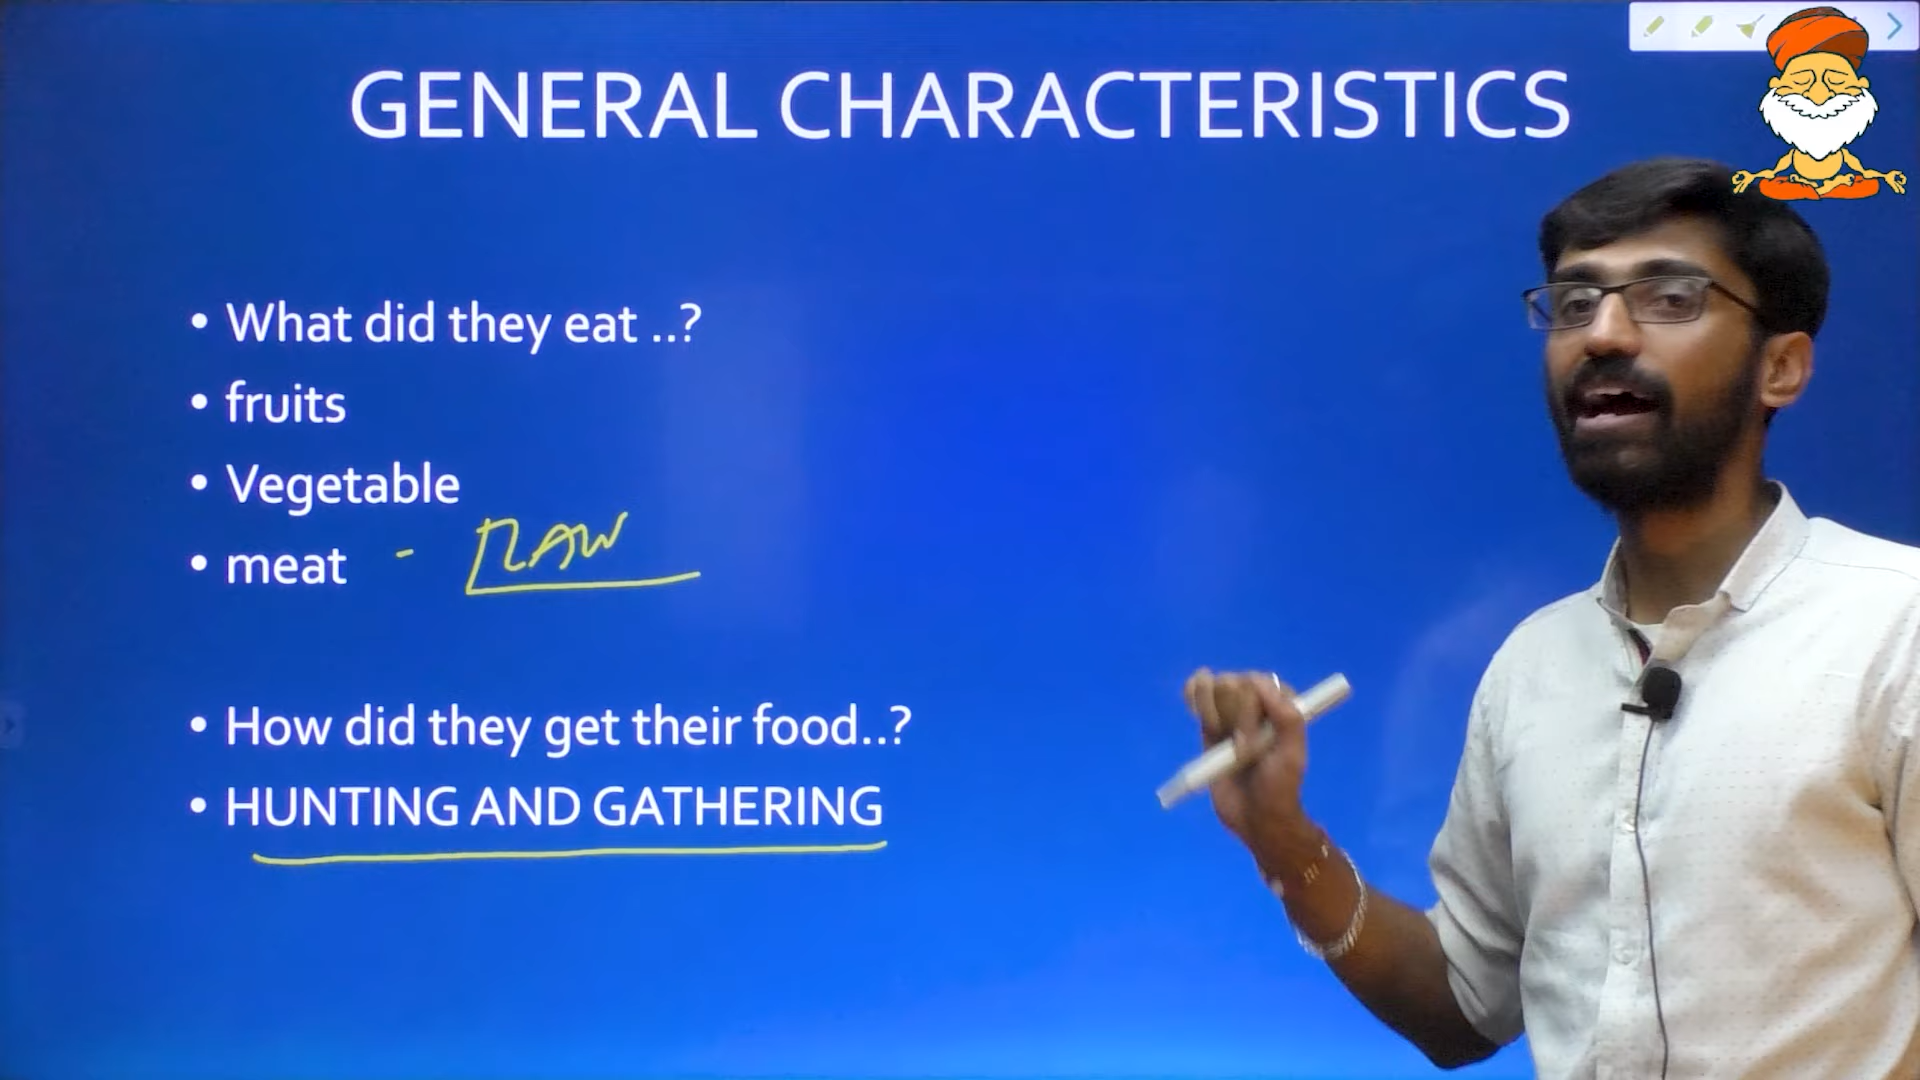 GENERAL CHARACTERISTICS
• What did they eat ..?
• fruits
• Vegetable
• meat - RAW
• How did they get their food..?
• HUNTING AND GATHERING